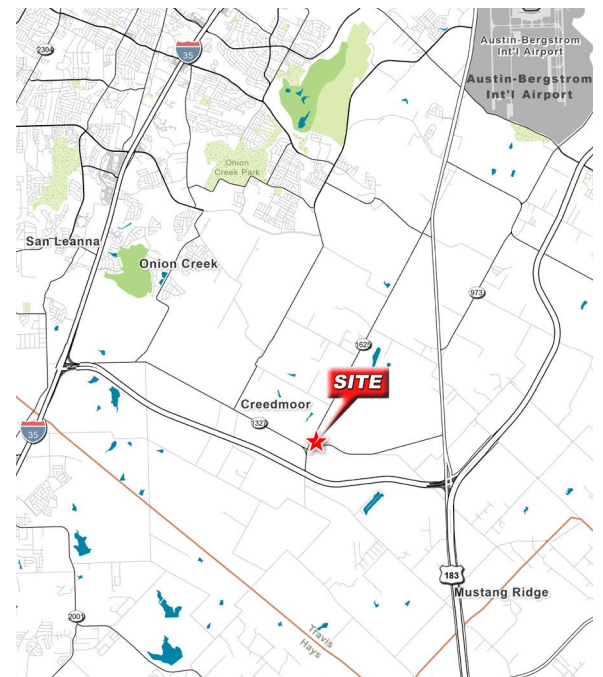 Austin-Bergstrom
Int'l Airport
2304
35
Austin-Bergstrom
Int'l Airport
Onion
Creek Park
San Leanna
Onion Creek
973
1625
SITE
Creedmoor
1327
35
183
Mustang Ridge
2001
Travis
Hays